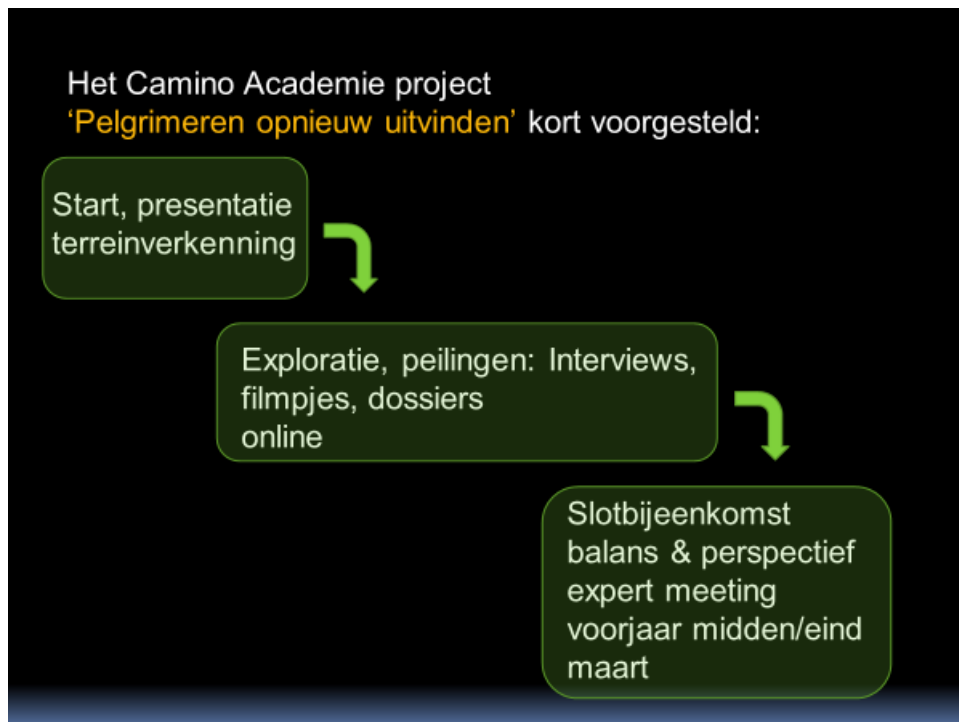 Het Camino Academie project
‘Pelgrimeren opnieuw uitvinden’ kort voorgesteld:
Start, presentatie
terreinverkenning
Exploratie, peilingen: Interviews,
filmpjes, dossiers
online
Slotbijeenkomst
balans & perspectief
expert meeting
voorjaar midden/eind
maart